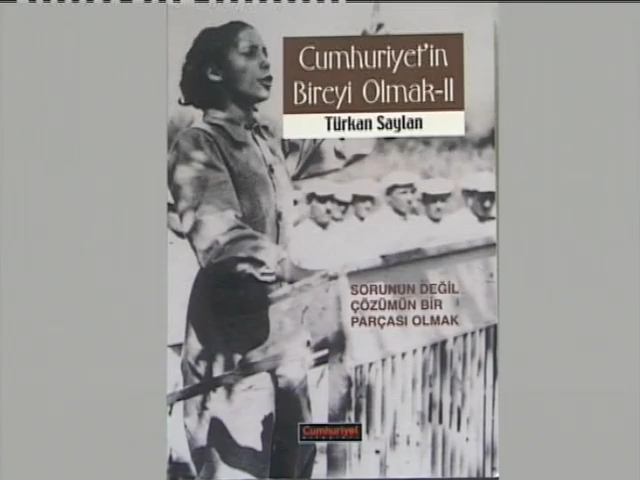 Cumhuriyet'in
Bireyi Olmak-II
Türkan Saylan
SORUNUN DEĞİL
ÇÖZÜMÜN BİR
PARÇASI OLMAK
Cumhuriyet